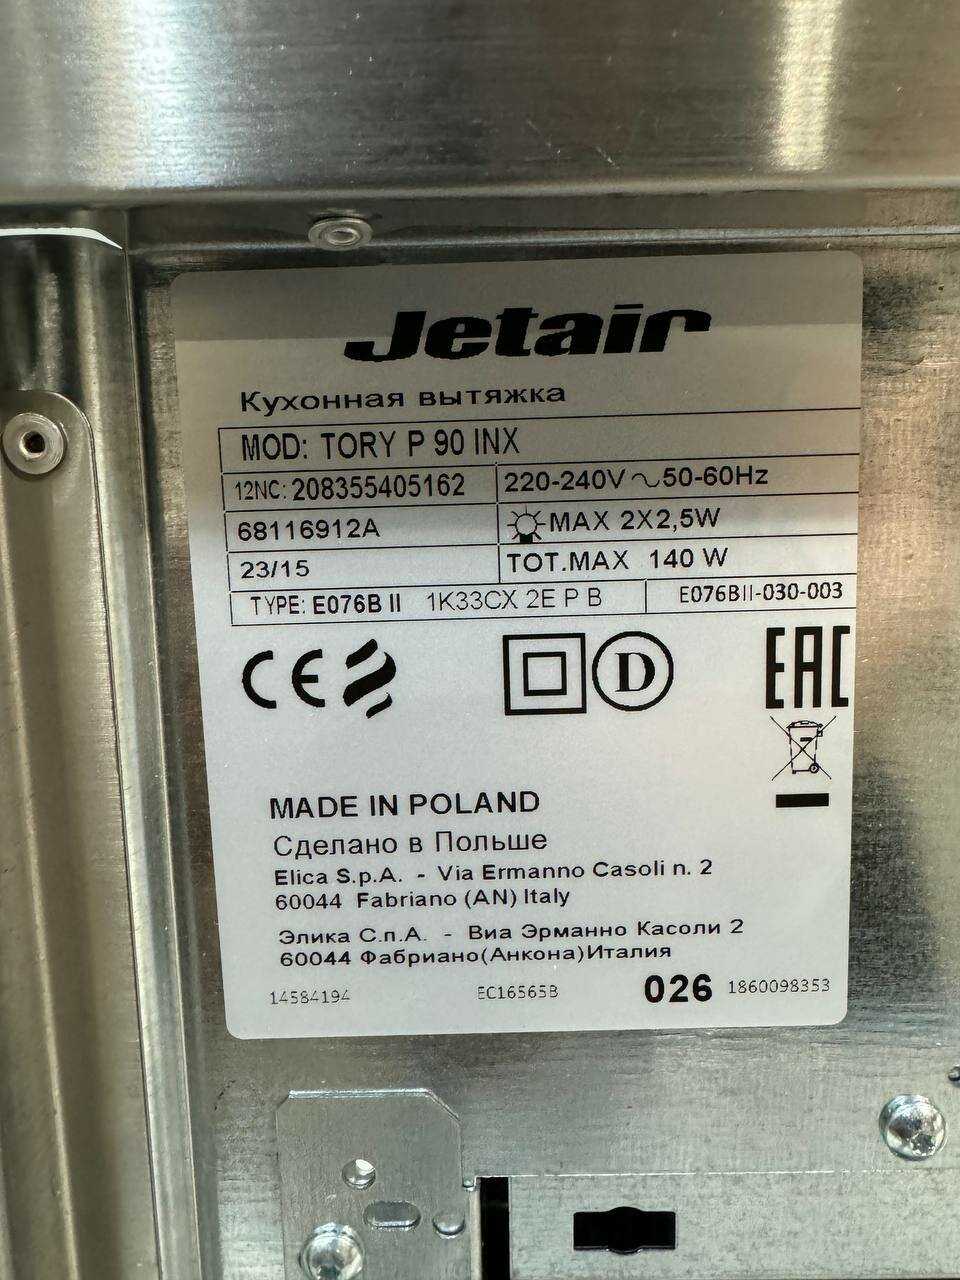 Jetair
Кухонная вытяжка
MOD: TORY P 90 INX
12NC: 208355405162 220-240V ~ 50-60Hz
68116912A MAX 2X2,5W
23/15 TOT.MAX 140 W
TYPE: E076B II 1K33CX 2E P B E076BII-030-003
CE D EAC
MADE IN POLAND
Сделано в Польше
Elica S.p.A. - Via Ermanno Casoli n. 2
60044 Fabriano (AN) Italy
Элика С.п.А. - Виа Эрманно Касоли 2
60044 Фабриано(Анкона)Италия
14584194 EC16565B 026 1860098353